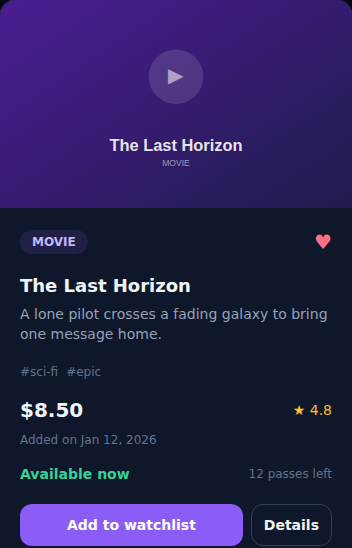 The Last Horizon
MOVIE
MOVIE
The Last Horizon
A lone pilot crosses a fading galaxy to bring
one message home.
#sci-fi #epic
$8.50
★ 4.8
Added on Jan 12, 2026
Available now
12 passes left
Add to watchlist
Details